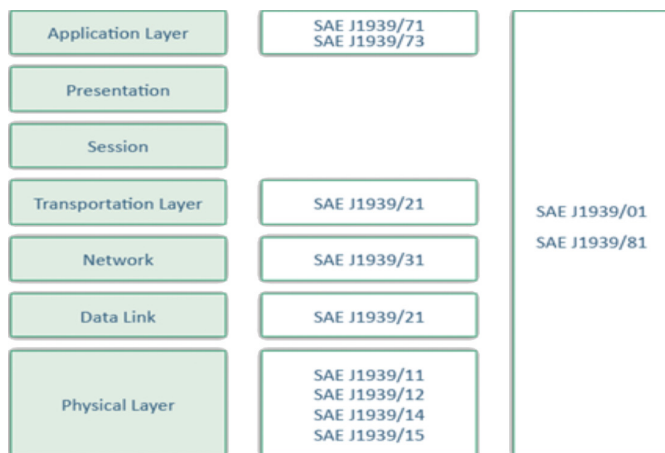 Application Layer
SAE J1939/71
SAE J1939/73
Presentation
Session
Transportation Layer
SAE J1939/21
Network
SAE J1939/31
Data Link
SAE J1939/21
Physical Layer
SAE J1939/11
SAE J1939/12
SAE J1939/14
SAE J1939/15
SAE J1939/01
SAE J1939/81